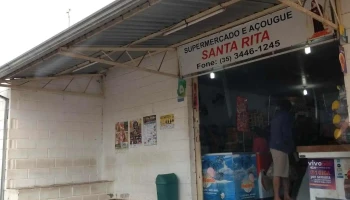 SUPERMERCADO E AÇOUGUE
SANTA RITA
Fone: (35) 3446-1245
vivo